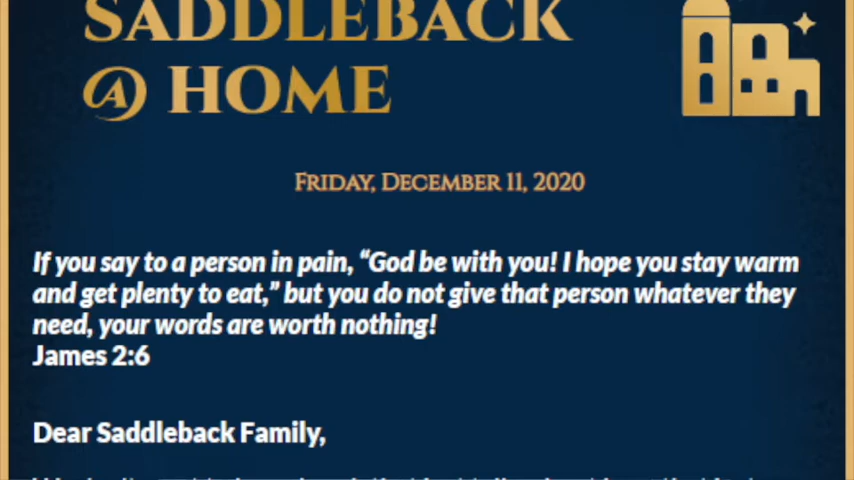 SADDLEBACK
@ HOME
FRIDAY, DECEMBER 11, 2020
If you say to a person in pain, “God be with you! I hope you stay warm
and get plenty to eat,” but you do not give that person whatever they
need, your words are worth nothing!
James 2:6
Dear Saddleback Family,